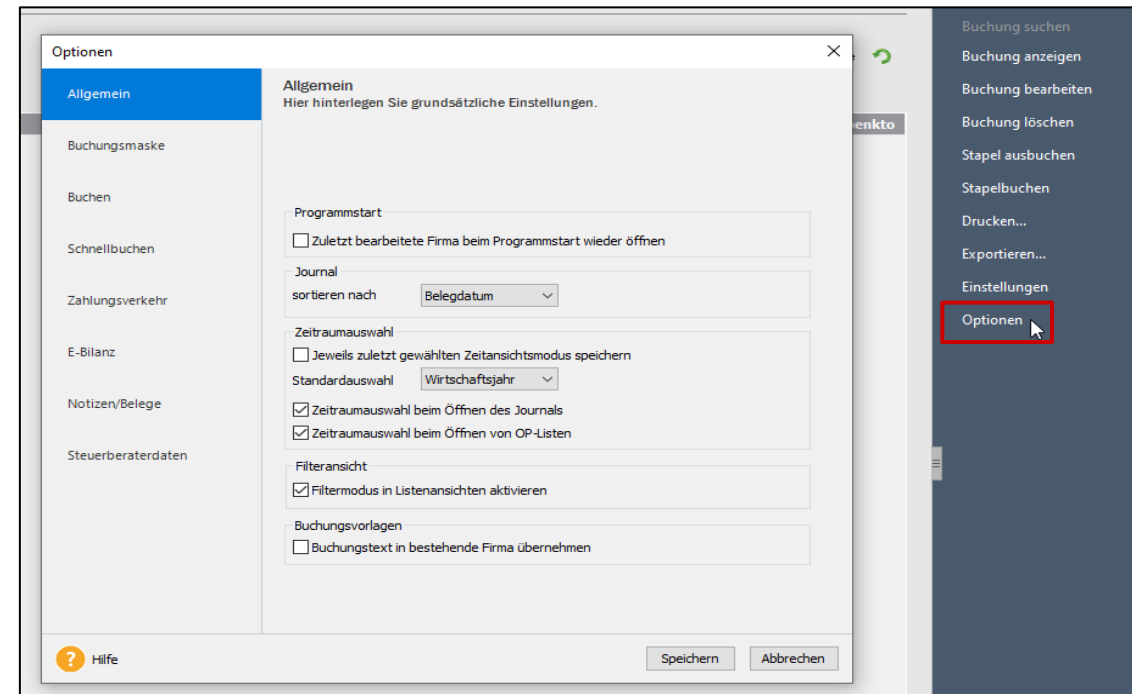 Optionen
Allgemein
Buchungsmaske
Buchen
Schnellbuchen
Zahlungsverkehr
E-Bilanz
Notizen/Belege
Steuerberaterdaten
Allgemein
Hier hinterlegen Sie grundsätzliche Einstellungen.
Programmstart
Zuletzt bearbeitete Firma beim Programmstart wieder öffnen
Journal
sortieren nach Belegdatum
Zeitraumauswahl
Jeweils zuletzt gewählten Zeitansichtsmodus speichern
Standardauswahl Wirtschaftsjahr
Zeitraumauswahl beim Öffnen des Journals
Zeitraumauswahl beim Öffnen von OP-Listen
Filteransicht
Filtermodus in Listenansichten aktivieren
Buchungsvorlagen
Buchungstext in bestehende Firma übernehmen
? Hilfe
Speichern Abbrechen
enkto
Buchung suchen
Buchung anzeigen
Buchung bearbeiten
Buchung löschen
Stapel ausbuchen
Stapelbuchen
Drucken...
Exportieren...
Einstellungen
Optionen